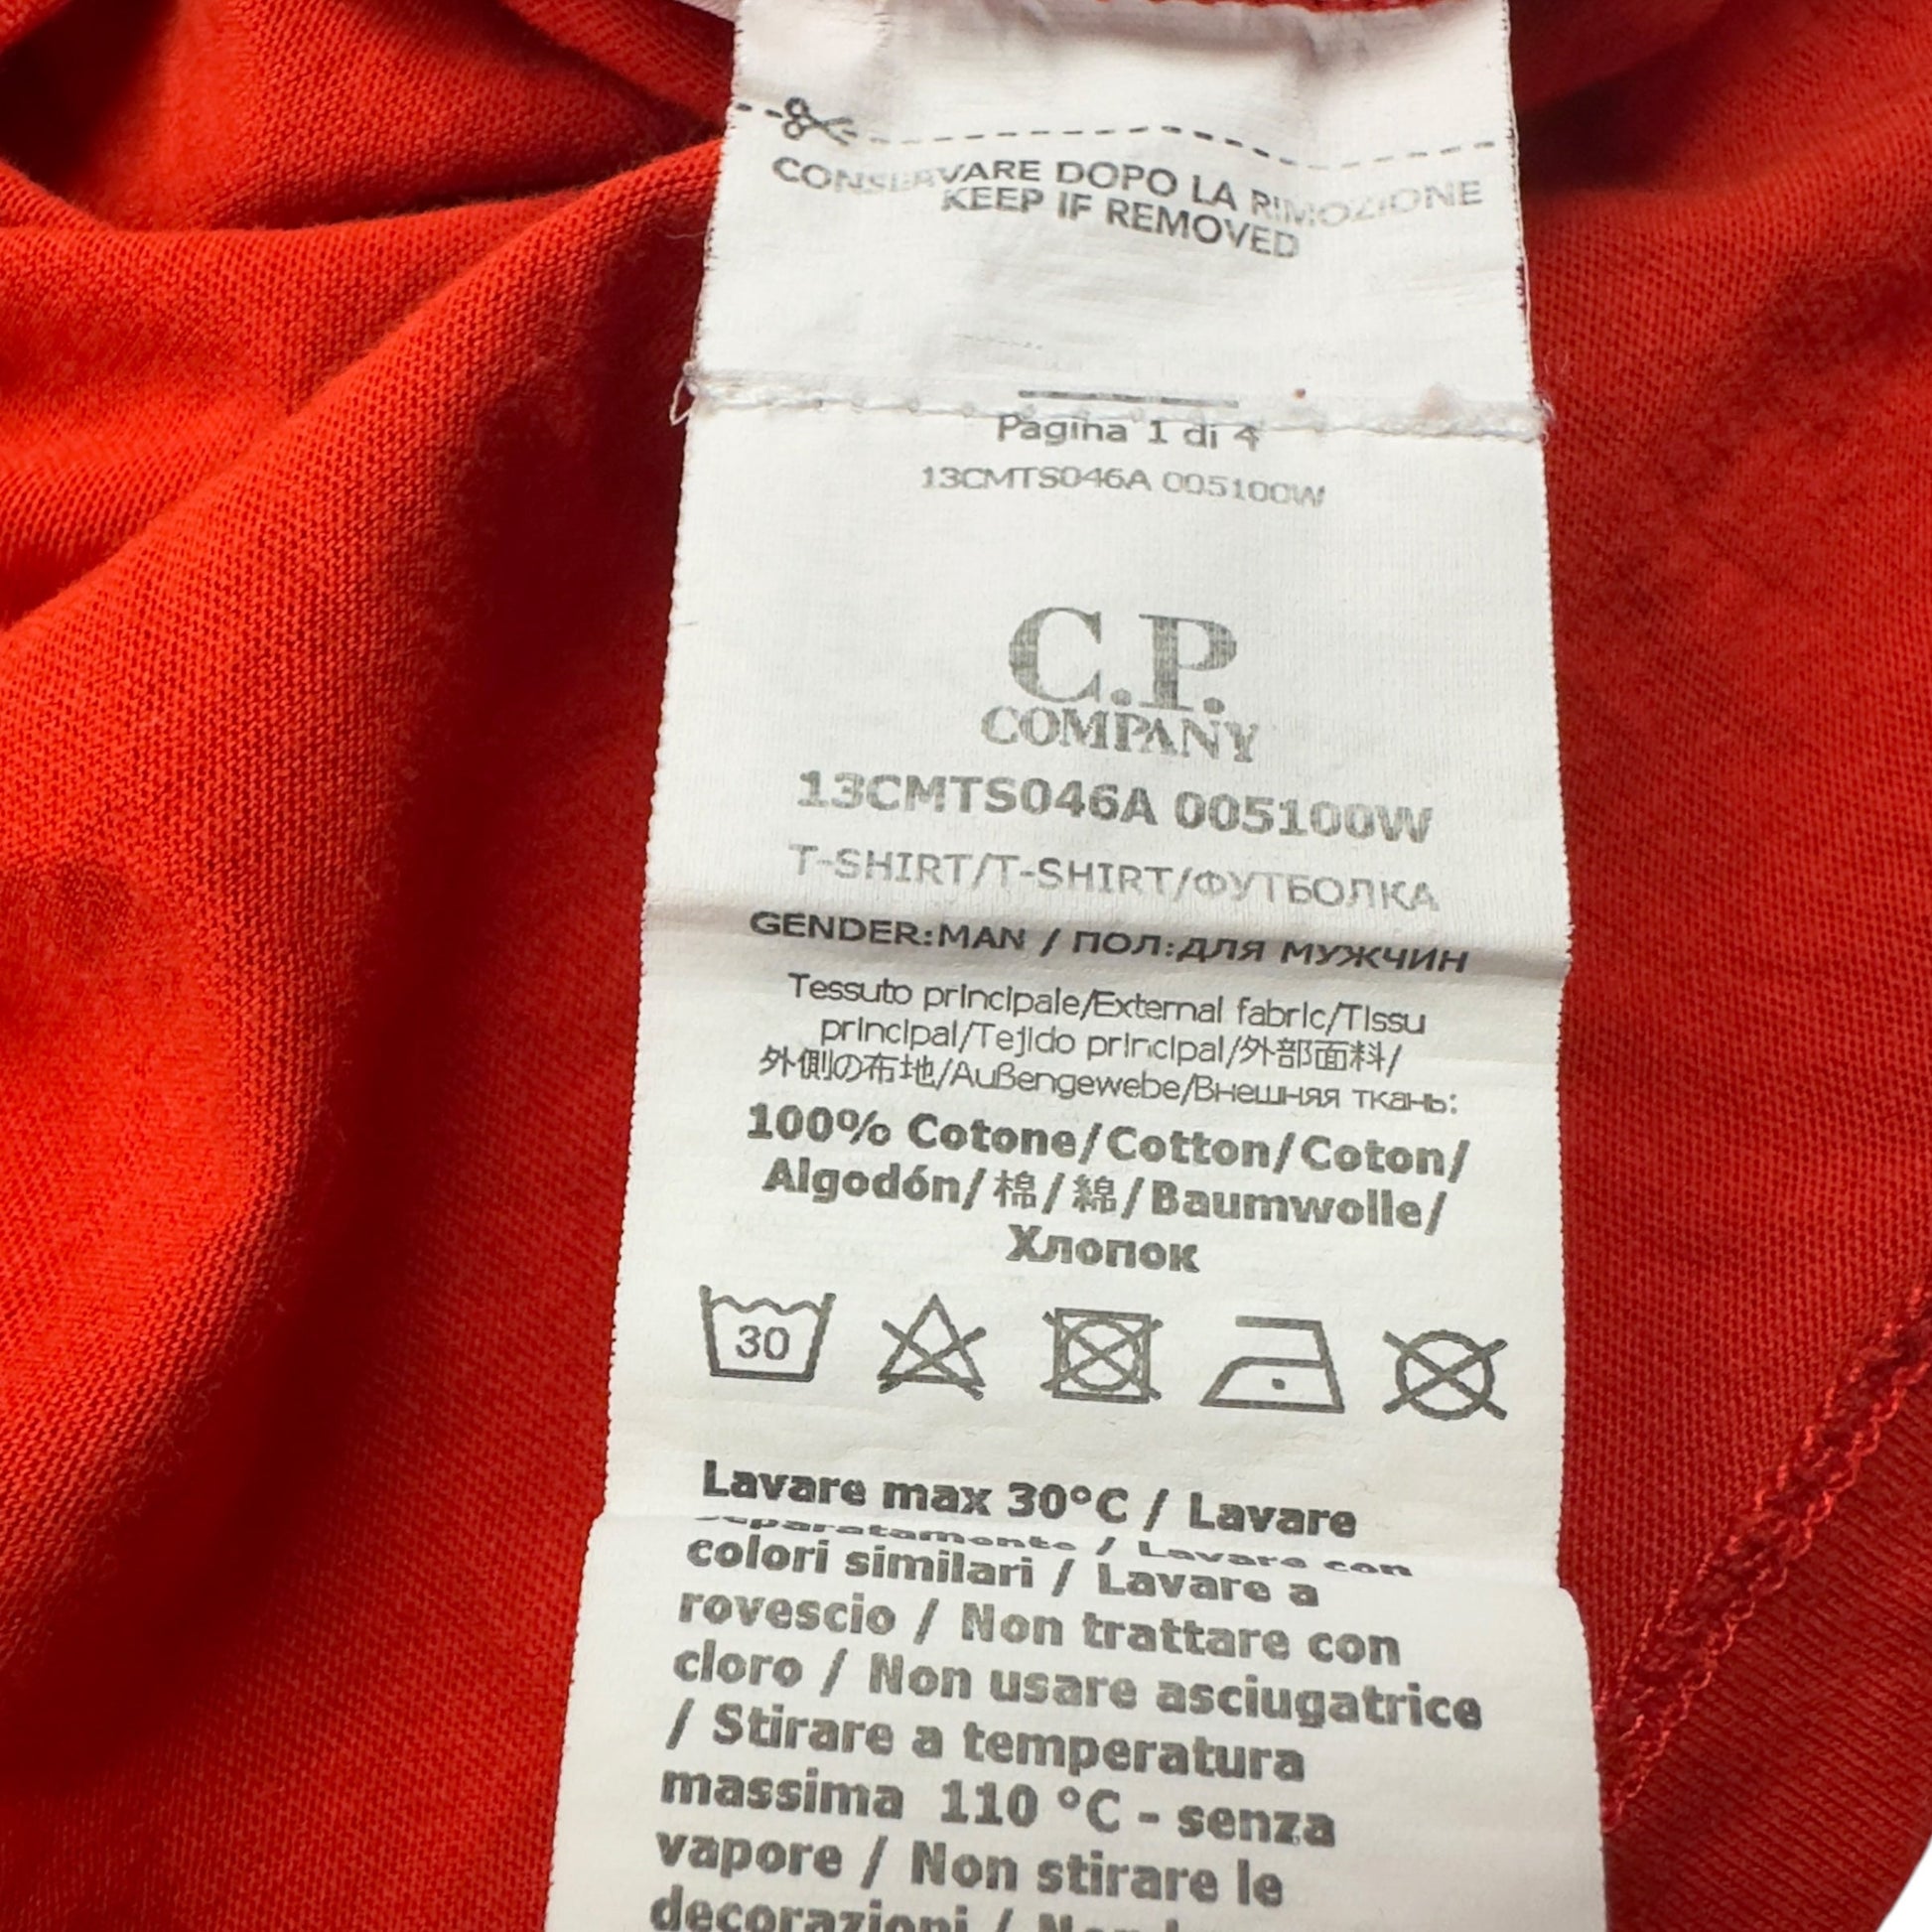 CONSERVARE DOPO LA RIMOZIONE
KEEP IF REMOVED
Pagina 1 di 4
13CMTS046A 005100W
C.P.
COMPANY
13CMTS046A 005100W
T-SHIRT/T-SHIRT/ФУТБОЛКА
GENDER:MAN / ПОЛ:ДЛЯ МУЖЧИН
Tessuto principale/External fabric/Tissu
principal/Tejido principal/外部面料/
外側の布地/Außengewebe/Внешняя ткань:
100% Cotone/Cotton/Coton/
Algodón/棉/綿/Baumwolle/
Хлопок
30
Lavare max 30°C / Lavare
separatamente / Lavare con
colori similari / Lavare a
rovescio / Non trattare con
cloro / Non usare asciugatrice
/ Stirare a temperatura
massima 110 °C - senza
vapore / Non stirare le
decorazioni /